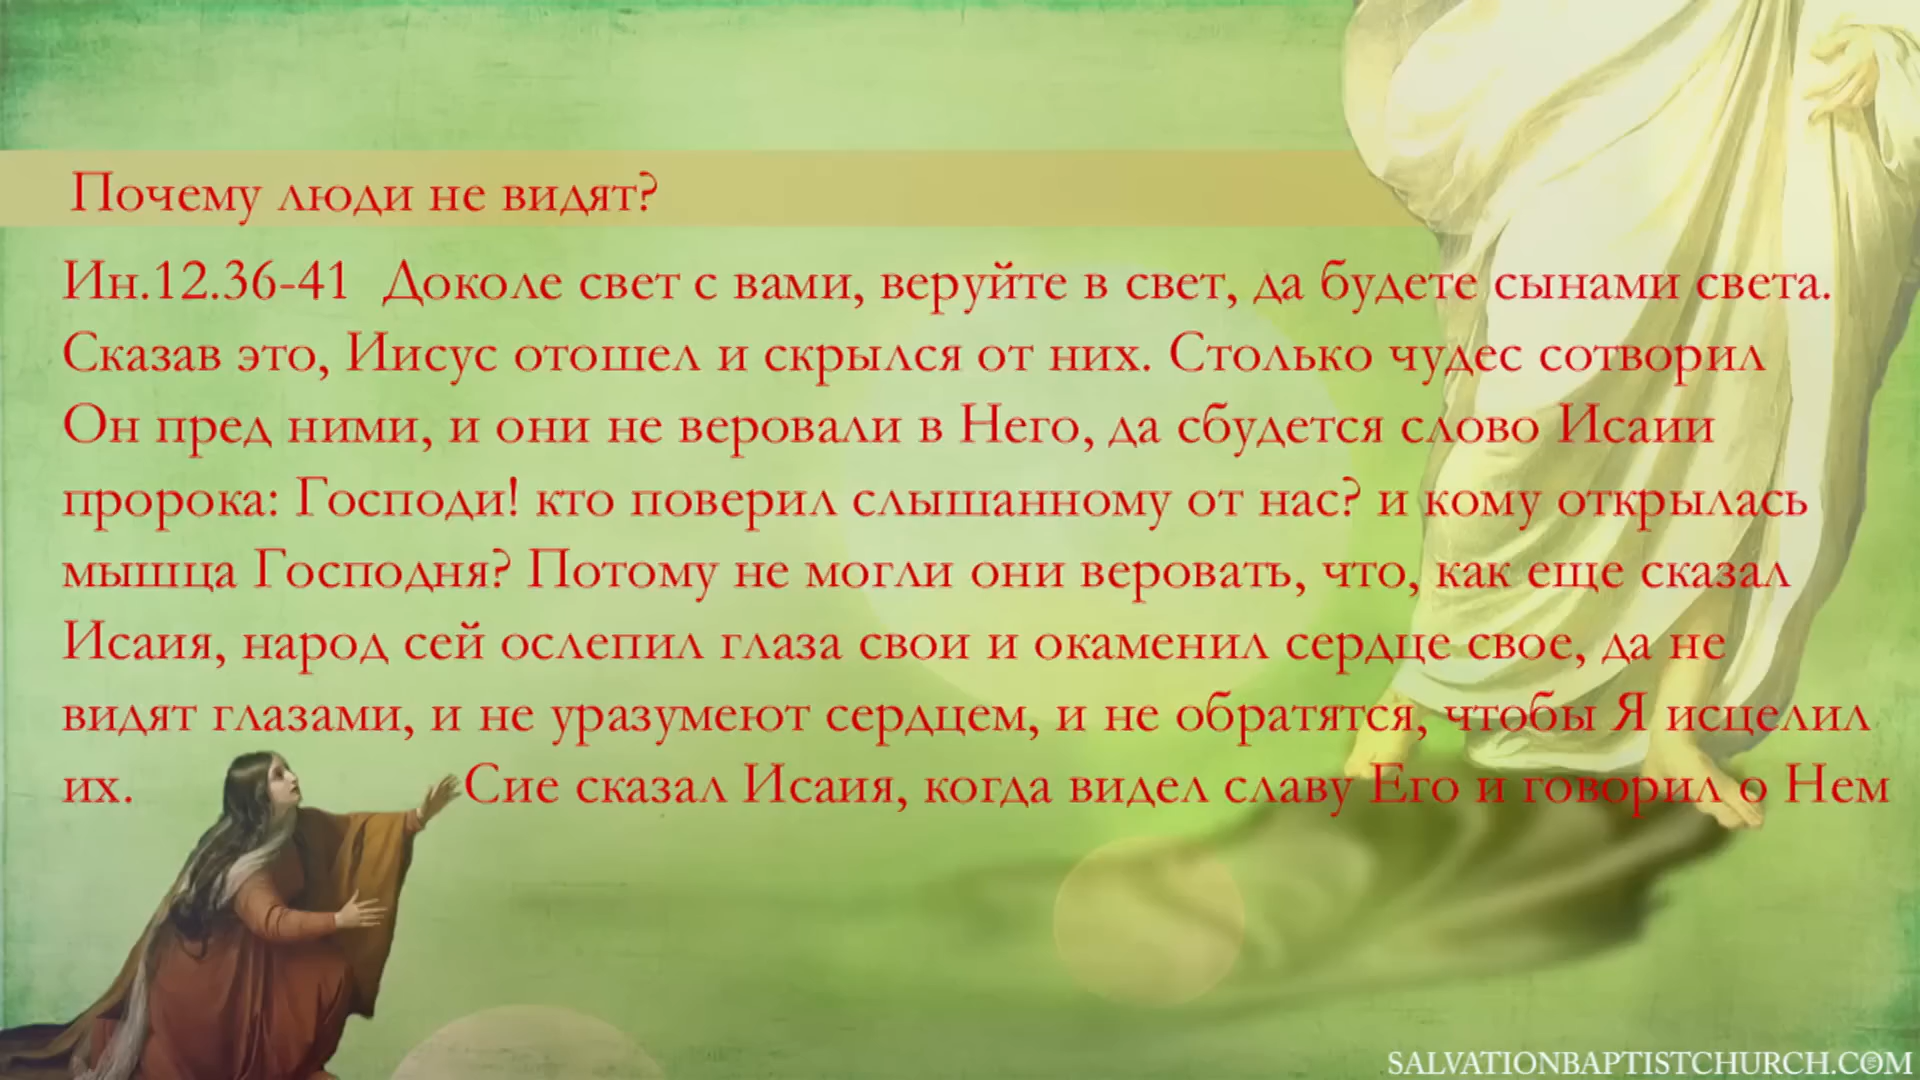 Почему люди не видят?
Ин.12.36-41 Доколе свет с вами, веруйте в свет, да будете сынами света.
Сказав это, Иисус отошел и скрылся от них. Столько чудес сотворил
Он пред ними, и они не веровали в Него, да сбудется слово Исаии
пророка: Господи! кто поверил слышанному от нас? и кому открылась
мышца Господня? Потому не могли они веровать, что, как еще сказал
Исаия, народ сей ослепил глаза свои и окаменил сердце свое, да не
видят глазами, и не уразумеют сердцем, и не обратятся, чтобы Я исцелил
их. Сие сказал Исаия, когда видел славу Его и говорил о Нем
SALVATIONBAPTISTCHURCH.COM